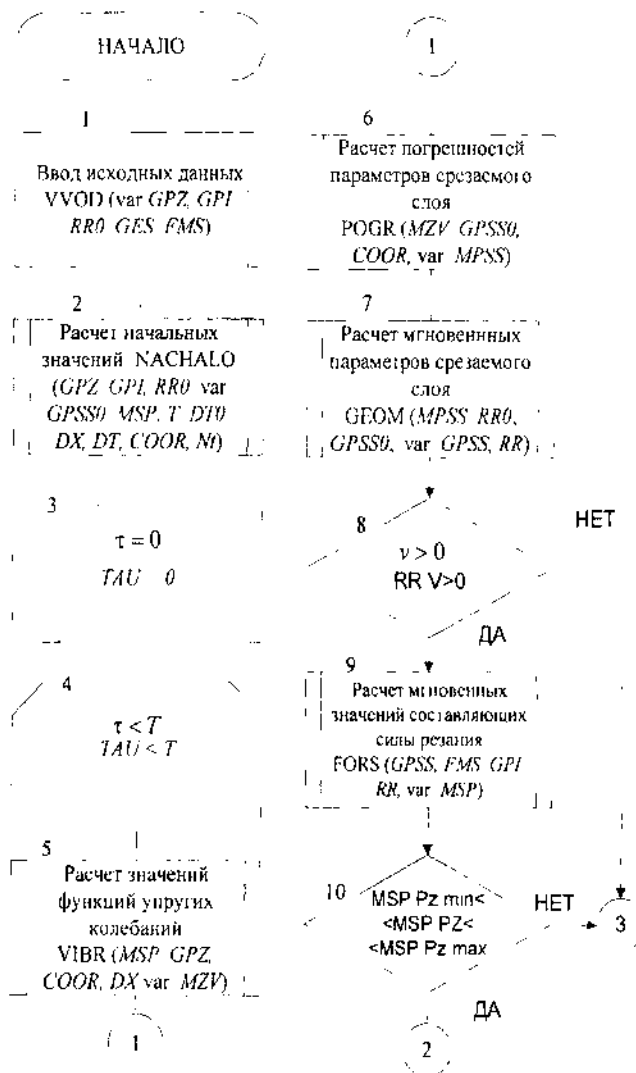 НАЧАЛО
1
Ввод исходных данных
VVOD (var GPZ, GPI
RR0 GES FMS)
2
Расчет начальных
значений NACHALO
(GPZ GPI, RR0 var
GPSS0 MSP, T DT0
DX, DT, COOR, Nt)
3
τ = 0
TAU 0
4
τ < T
TAU < T
5
Расчет значений
функций упругих
колебаний
VIBR (MSP GPZ,
COOR, DX var MZV)
1
1
6
Расчет погрешностей
параметров срезаемого
слоя
POGR (MZV GPSS0,
COOR, var MPSS)
7
Расчет мгновеннных
параметров срезаемого
слоя
GEOM (MPSS RR0,
GPSS0, var GPSS, RR)
8
ν > 0
RR V>0
НЕТ
ДА
9
Расчет мгновенных
значений составляющих
силы резания
FORS (GPSS, FMS GPI
RR, var MSP)
10
MSP Pz min<
<MSP PZ<
<MSP Pz max
НЕТ
3
ДА
2